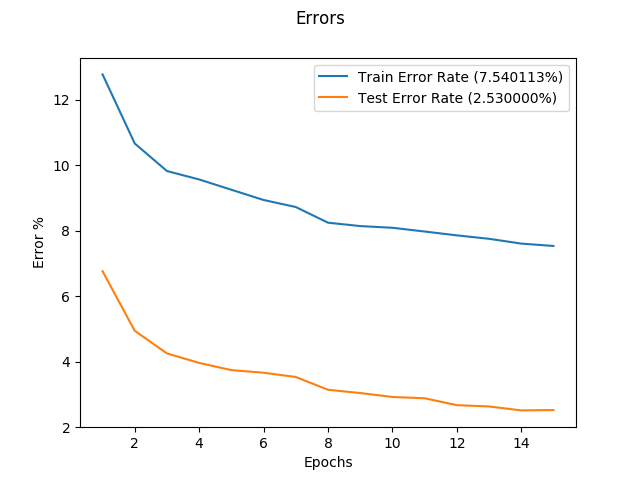 Errors
Train Error Rate (7.540113%)
Test Error Rate (2.530000%)
Error %
12
10
8
6
4
2
2 4 6 8 10 12 14
Epochs